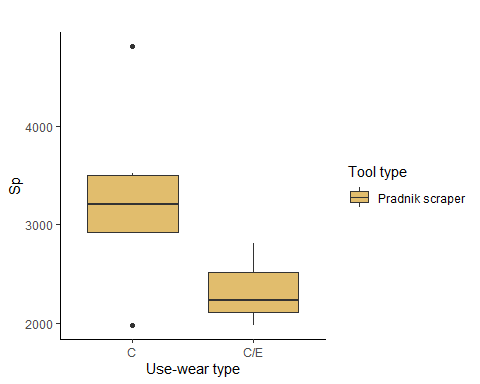 4000
3000
2000
Sp
C
C/E
Use-wear type
Tool type
Pradnik scraper